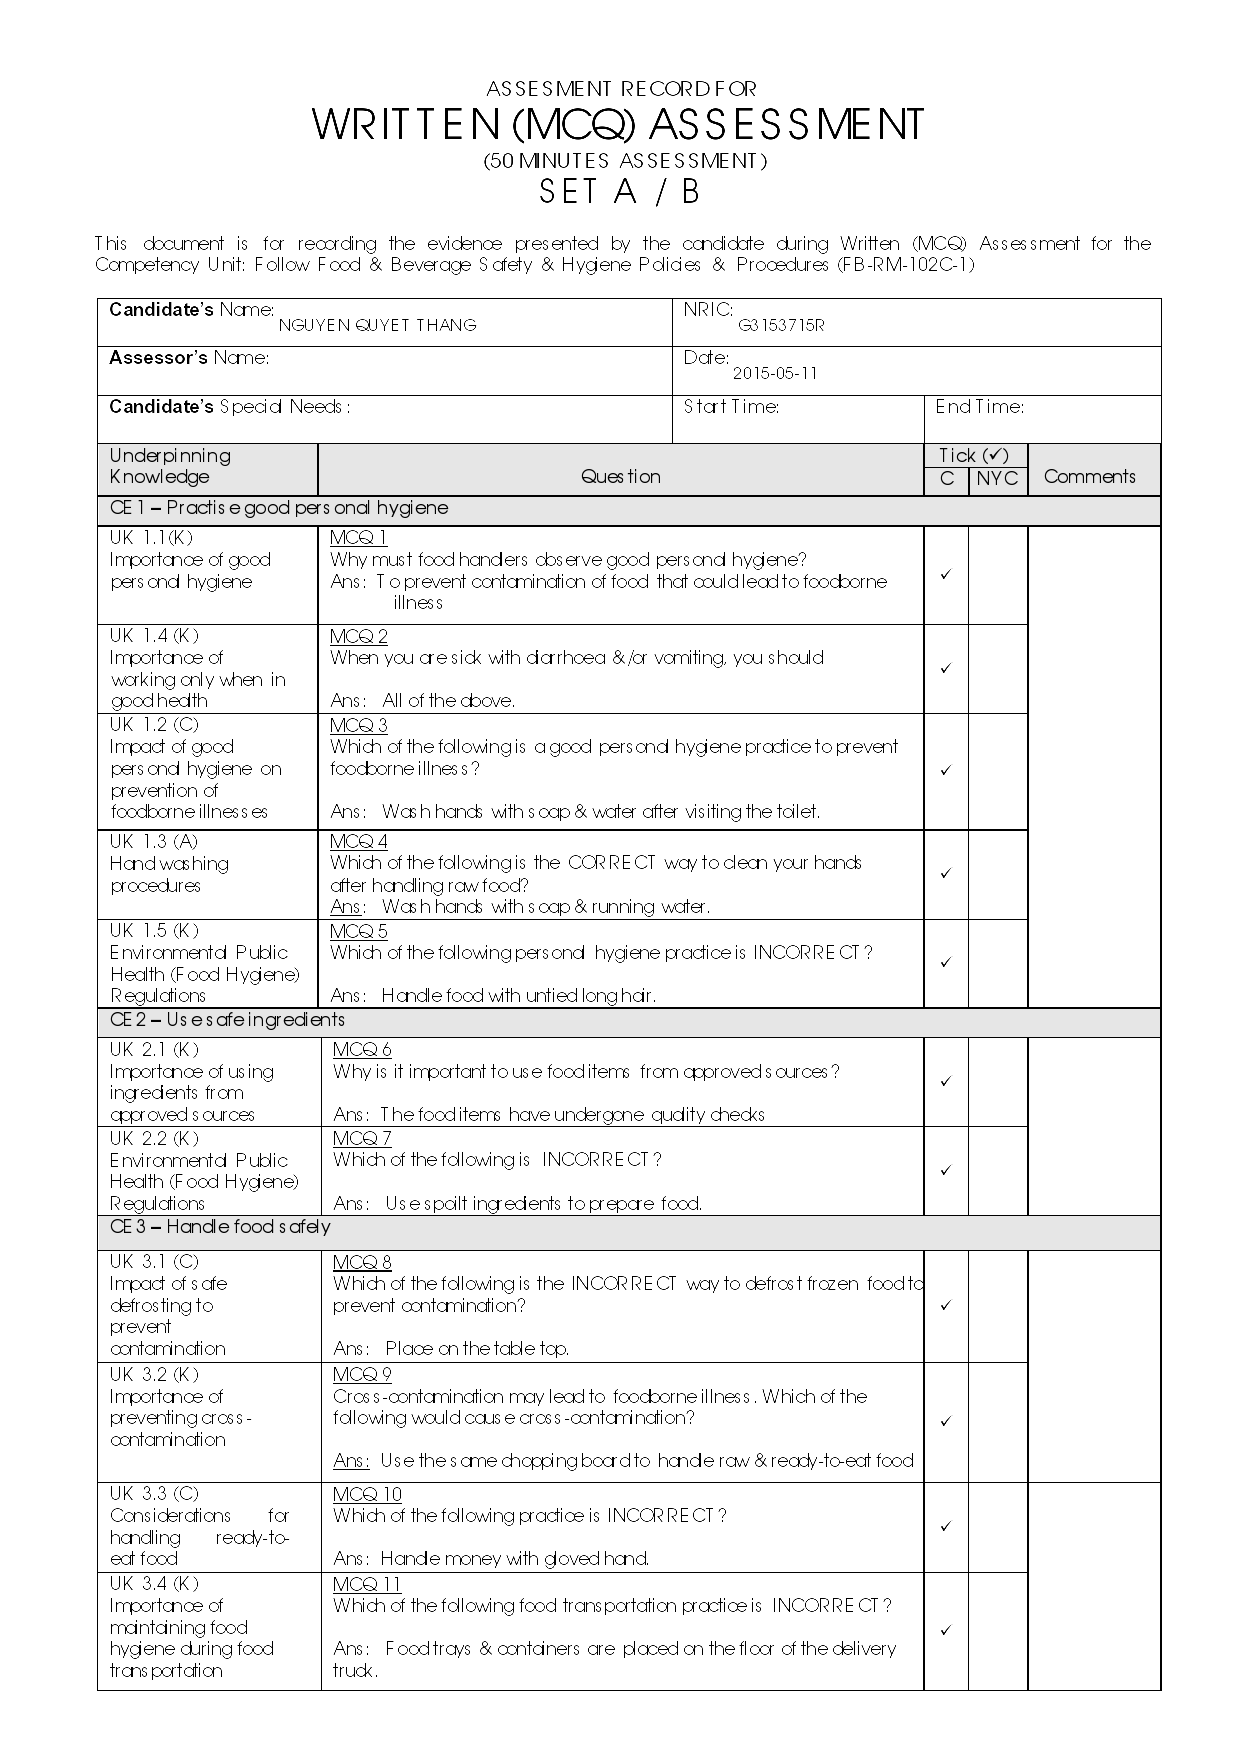 ASSESMENT RECORD FOR
WRITTEN (MCQ) ASSESSMENT
(50 MINUTES ASSESSMENT)
SET A / B
This document is for recording the evidence presented by the candidate during Written (MCQ) Assessment for the
Competency Unit: Follow Food & Beverage Safety & Hygiene Policies & Procedures (FB-RM-102C-1)
Candidate's Name:
NGUYEN QUYET THANG
NRIC:
G3153715R
Assessor's Name:
Date:
2015-05-11
Candidate's Special Needs:
Start Time:
End Time:
Underpinning
Knowledge
Question
Tick (✓)
C
NYC
Comments
CE 1 – Practise good personal hygiene
UK 1.1(K)
Importance of good
personal hygiene
MCQ 1
Why must food handlers observe good personal hygiene?
Ans: To prevent contamination of food that could lead to foodborne
illness
✓
UK 1.4 (K)
Importance of
working only when in
good health
MCQ 2
When you are sick with diarrhoea &/or vomiting, you should
Ans: All of the above.
✓
UK 1.2 (C)
Impact of good
personal hygiene on
prevention of
foodborne illnesses
MCQ 3
Which of the following is a good personal hygiene practice to prevent
foodborne illness?
Ans: Wash hands with soap & water after visiting the toilet.
✓
UK 1.3 (A)
Hand washing
procedures
MCQ 4
Which of the following is the CORRECT way to clean your hands
after handling raw food?
Ans: Wash hands with soap & running water.
✓
UK 1.5 (K)
Environmental Public
Health (Food Hygiene)
Regulations
MCQ 5
Which of the following personal hygiene practice is INCORRECT?
Ans: Handle food with untied long hair.
✓
CE 2 – Use safe ingredients
UK 2.1 (K)
Importance of using
ingredients from
approved sources
MCQ 6
Why is it important to use food items from approved sources?
Ans: The food items have undergone quality checks
✓
UK 2.2 (K)
Environmental Public
Health (Food Hygiene)
Regulations
MCQ 7
Which of the following is INCORRECT?
Ans: Use spoilt ingredients to prepare food.
✓
CE 3 – Handle food safely
UK 3.1 (C)
Impact of safe
defrosting to
prevent
contamination
MCQ 8
Which of the following is the INCORRECT way to defrost frozen food to
prevent contamination?
Ans: Place on the table top.
✓
UK 3.2 (K)
Importance of
preventing cross-
contamination
MCQ 9
Cross-contamination may lead to foodborne illness. Which of the
following would cause cross-contamination?
Ans: Use the same chopping board to handle raw & ready-to-eat food
✓
UK 3.3 (C)
Considerations for
handling ready-to-
eat food
MCQ 10
Which of the following practice is INCORRECT?
Ans: Handle money with gloved hand.
✓
UK 3.4 (K)
Importance of
maintaining food
hygiene during food
transportation
MCQ 11
Which of the following food transportation practice is INCORRECT?
Ans: Food trays & containers are placed on the floor of the delivery
truck.
✓